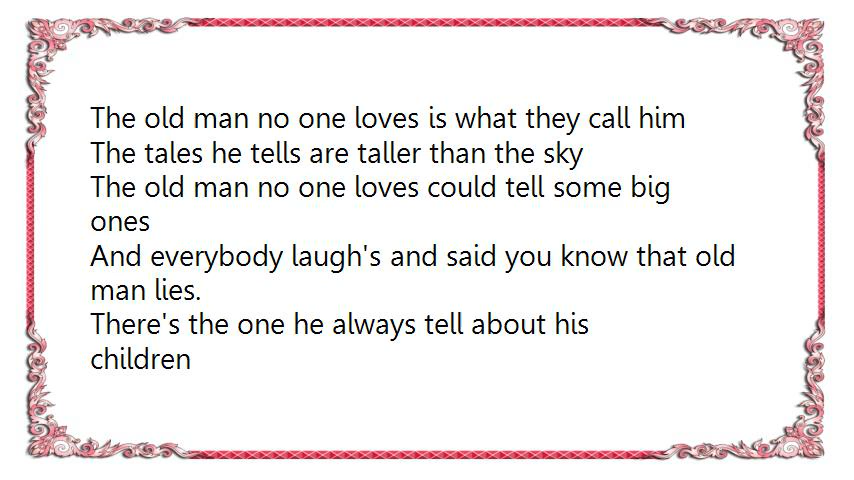 The old man no one loves is what they call him
The tales he tells are taller than the sky
The old man no one loves could tell some big
ones
And everybody laugh's and said you know that old
man lies.
There's the one he always tell about his
children